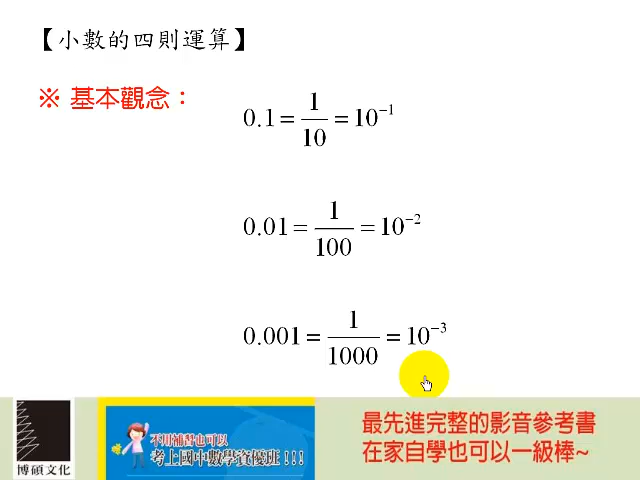 【小數的四則運算】
※ 基本觀念：
0.1 = 1/10 = 10⁻¹
0.01 = 1/100 = 10⁻²
0.001 = 1/1000 = 10⁻³
博碩文化
不用補習也可以
考上國中數學資優班!!!
最先進完整的影音參考書
在家自學也可以一級棒~